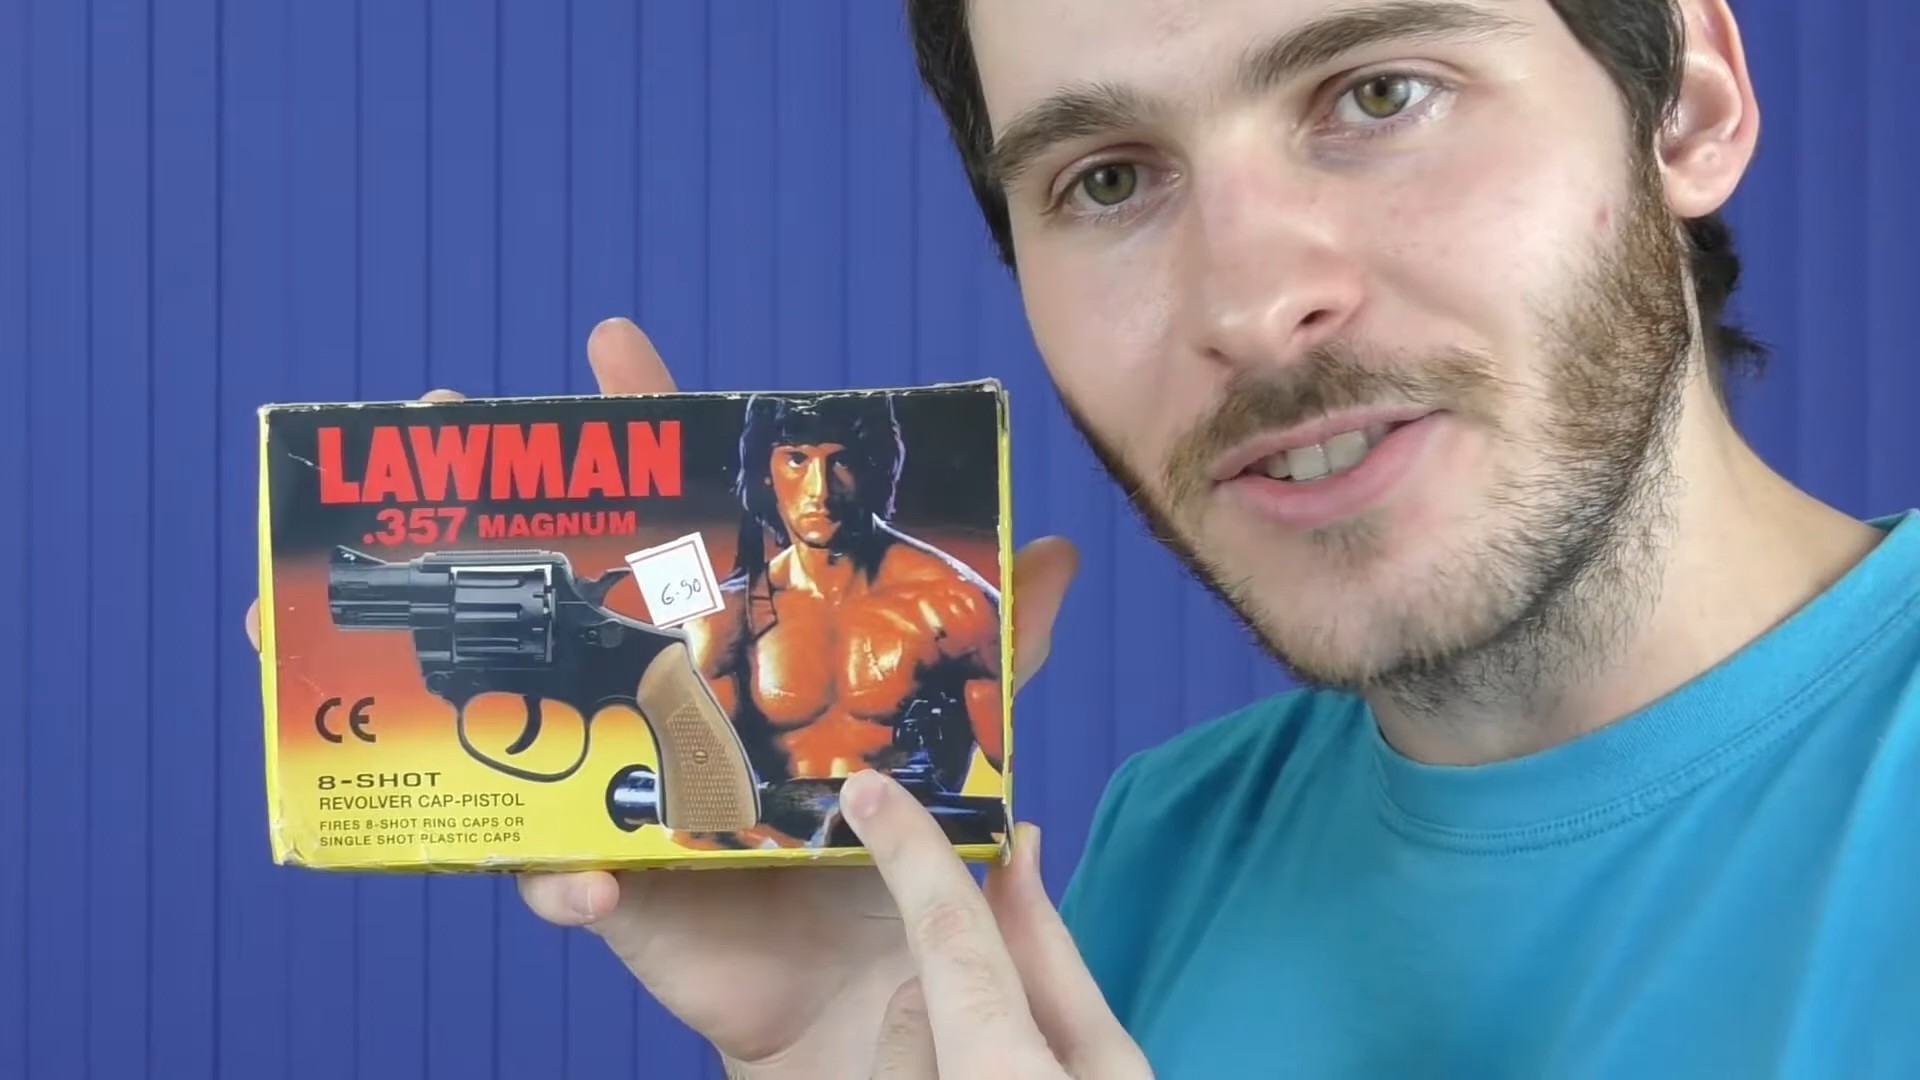 LAWMAN
.357 MAGNUM
6-90
CE
8-SHOT
REVOLVER CAP-PISTOL
FIRES 8-SHOT RING CAPS OR
SINGLE SHOT PLASTIC CAPS